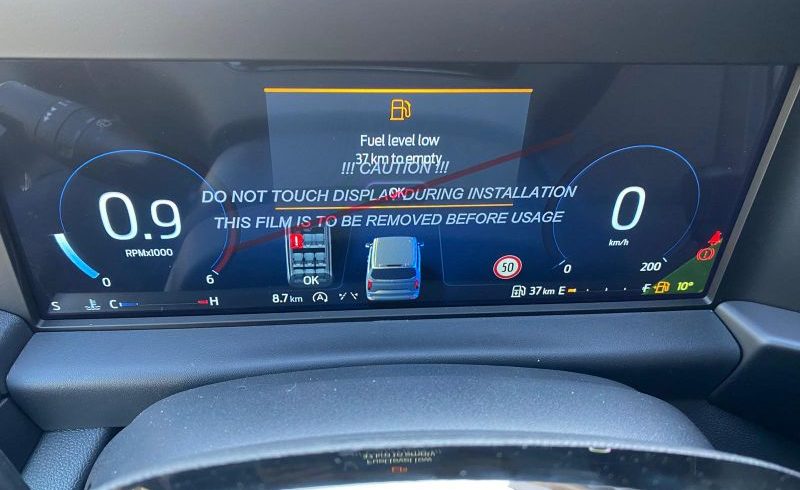 Fuel level low
37 km to empty
!!! CAUTION !!!
OK
DO NOT TOUCH DISPLAY DURING INSTALLATION
THIS FILM IS TO BE REMOVED BEFORE USAGE
0.9
RPMx1000
0
6
!
OK
50
0
km/h
0
200
S
C
H
8.7 km
A
37 km
E
F
10°